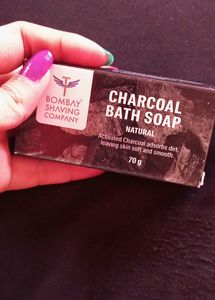 BOMBAY
SHAVING
COMPANY
CHARCOAL
BATH SOAP
NATURAL
Activated Charcoal adsorbs dirt,
leaving skin soft and smooth.
70 g